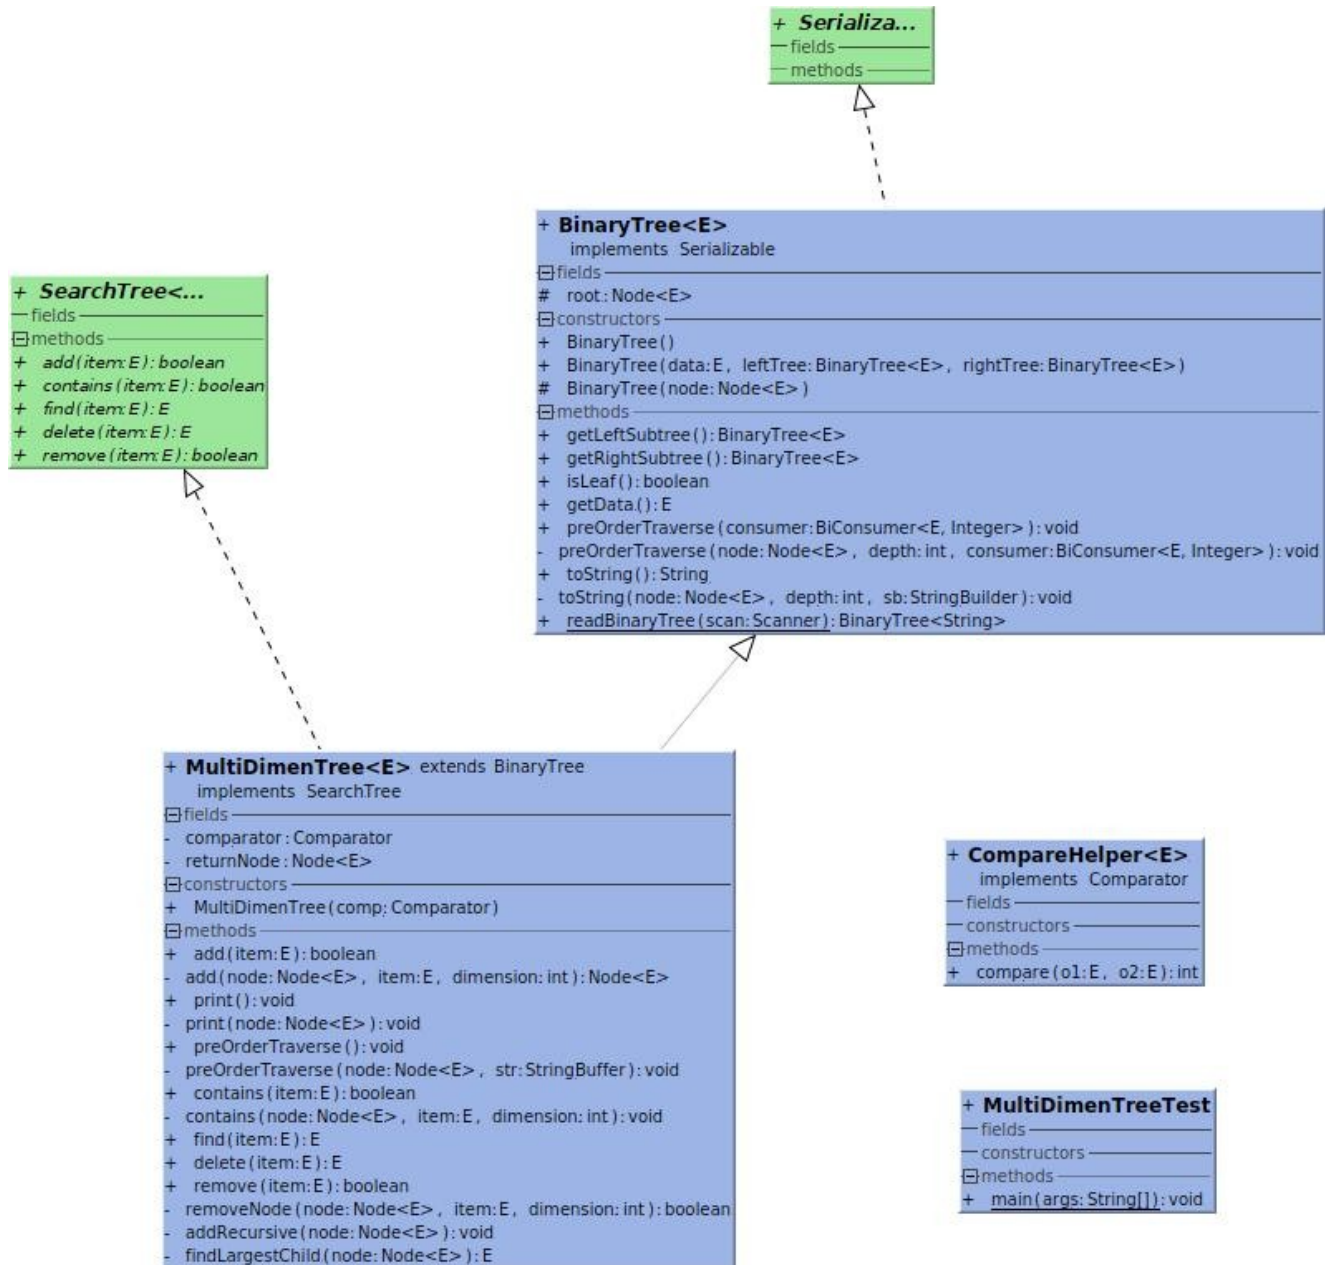 + Serializa...
fields
methods
+ BinaryTree<E>
implements Serializable
fields
# root: Node<E>
constructors
+ BinaryTree()
+ BinaryTree(data:E, leftTree:BinaryTree<E>, rightTree:BinaryTree<E>)
# BinaryTree(node:Node<E>)
methods
+ getLeftSubtree():BinaryTree<E>
+ getRightSubtree():BinaryTree<E>
+ isLeaf():boolean
+ getData():E
+ preOrderTraverse(consumer:BiConsumer<E, Integer>):void
- preOrderTraverse(node:Node<E>, depth:int, consumer:BiConsumer<E, Integer>):void
+ toString():String
- toString(node:Node<E>, depth:int, sb:StringBuilder):void
+ readBinaryTree(scan:Scanner):BinaryTree<String>
+ SearchTree<...
fields
methods
+ add(item:E):boolean
+ contains(item:E):boolean
+ find(item:E):E
+ delete(item:E):E
+ remove(item:E):boolean
+ MultiDimenTree<E> extends BinaryTree
implements SearchTree
fields
- comparator:Comparator
- returnNode:Node<E>
constructors
+ MultiDimenTree(comp:Comparator)
methods
+ add(item:E):boolean
- add(node:Node<E>, item:E, dimension:int):Node<E>
+ print():void
- print(node:Node<E>):void
+ preOrderTraverse():void
- preOrderTraverse(node:Node<E>, str:StringBuffer):void
+ contains(item:E):boolean
- contains(node:Node<E>, item:E, dimension:int):void
+ find(item:E):E
+ delete(item:E):E
+ remove(item:E):boolean
- removeNode(node:Node<E>, item:E, dimension:int):boolean
- addRecursive(node:Node<E>):void
- findLargestChild(node:Node<E>):E
+ CompareHelper<E>
implements Comparator
fields
constructors
methods
+ compare(o1:E, o2:E):int
+ MultiDimenTreeTest
fields
constructors
methods
+ main(args:String[]):void